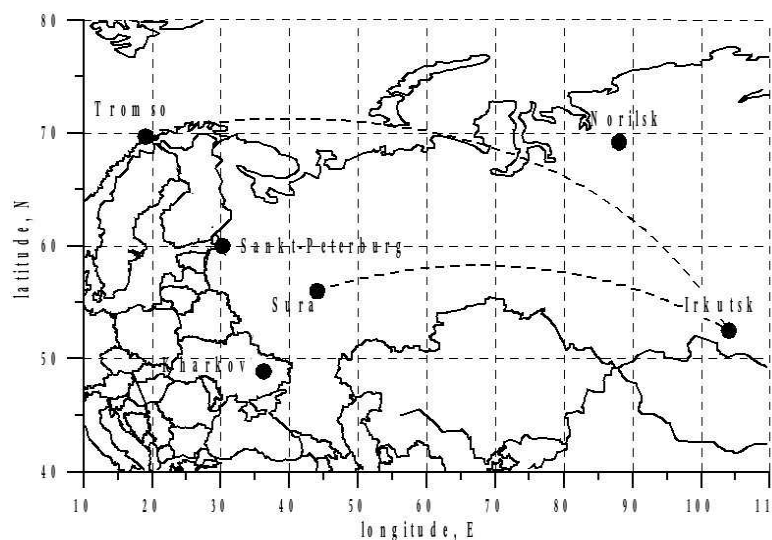 80
Tromso
Norilsk
70
Sankt-Peterburg
60
Sura
Irkutsk
50
Kharkov
40
latitude, N
10 20 30 40 50 60 70 80 90 100 11
longitude, E